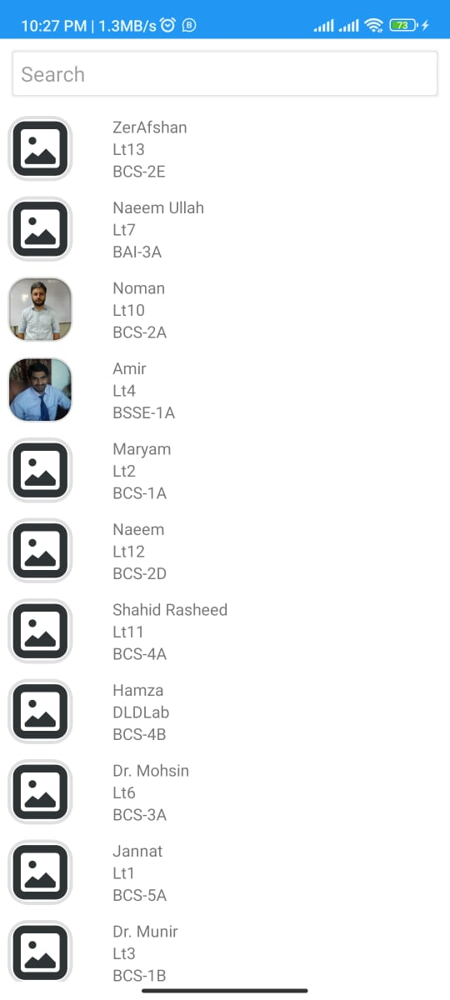 10:27 PM | 1.3MB/s B 73
Search
ZerAfshan
Lt13
BCS-2E
Naeem Ullah
Lt7
BAI-3A
Noman
Lt10
BCS-2A
Amir
Lt4
BSSE-1A
Maryam
Lt2
BCS-1A
Naeem
Lt12
BCS-2D
Shahid Rasheed
Lt11
BCS-4A
Hamza
DLDLab
BCS-4B
Dr. Mohsin
Lt6
BCS-3A
Jannat
Lt1
BCS-5A
Dr. Munir
Lt3
BCS-1B